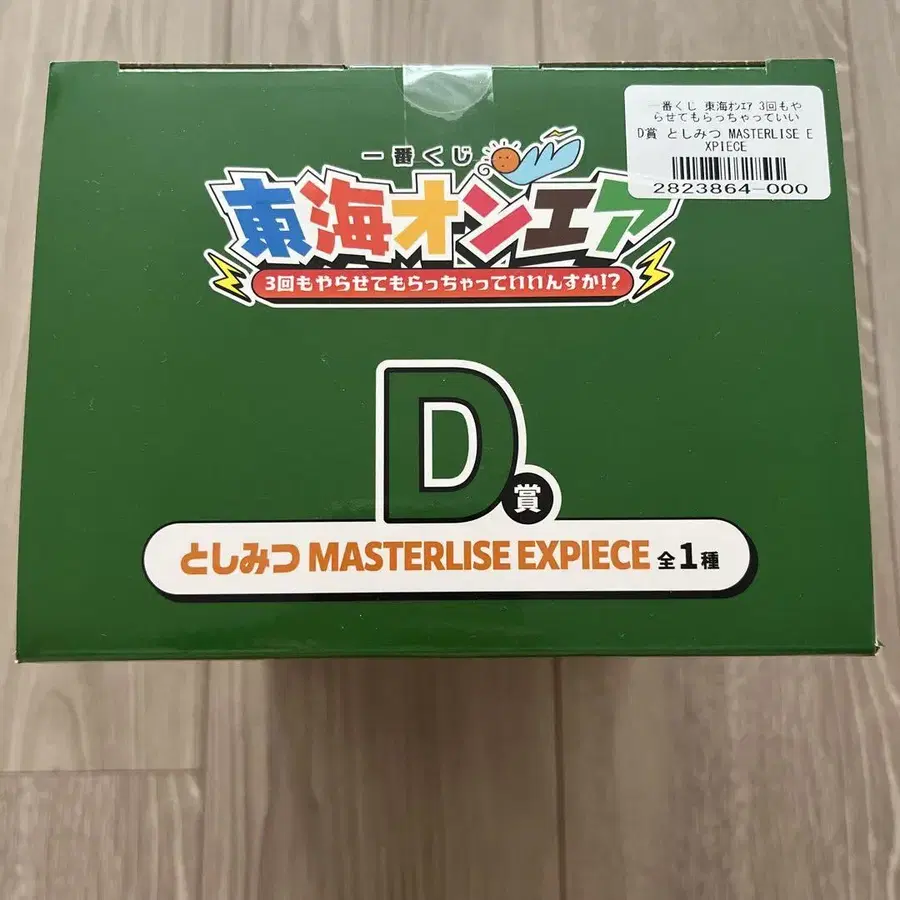 一番くじ
東海オンエア
3回もやらせてもらっちゃっていいんすか!?
一番くじ 東海ｵﾝｴｱ 3回もや
らせてもらっちゃっていい
D賞 としみつ MASTERLISE E
XPIECE
2823864-000
D賞
としみつ MASTERLISE EXPIECE 全1種